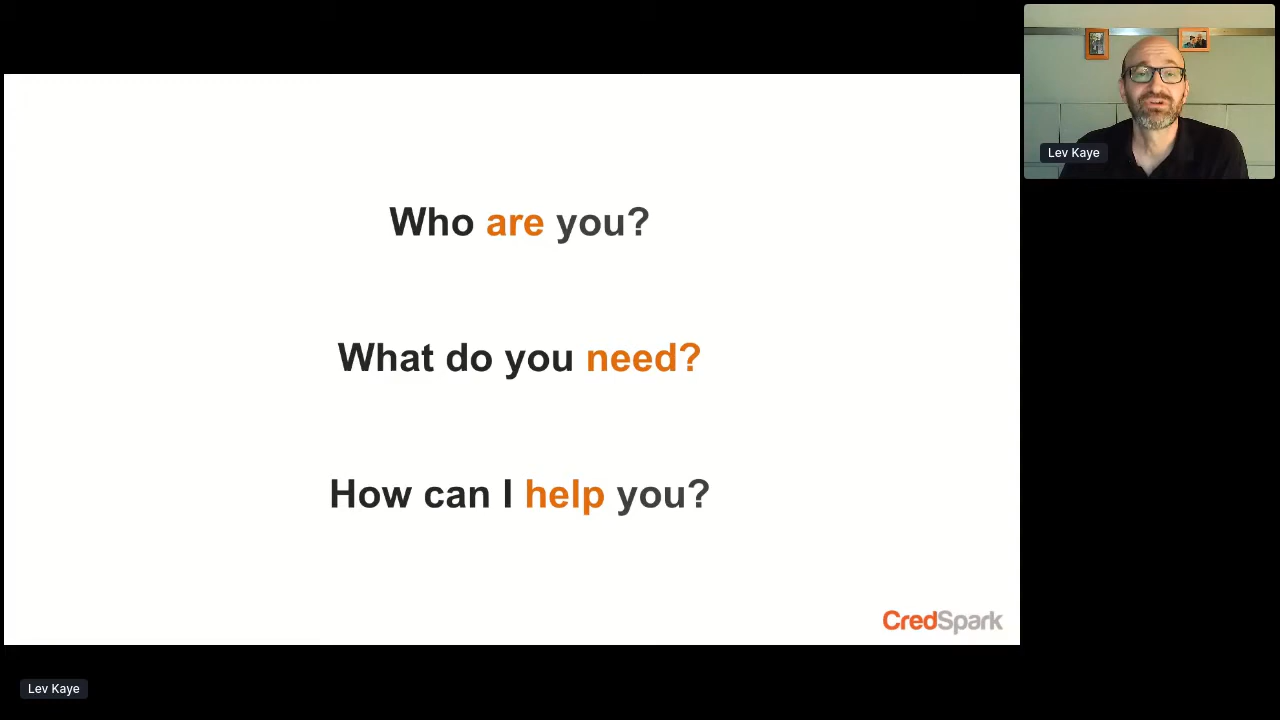 Who are you?
What do you need?
How can I help you?
CredSpark
Lev Kaye
Lev Kaye